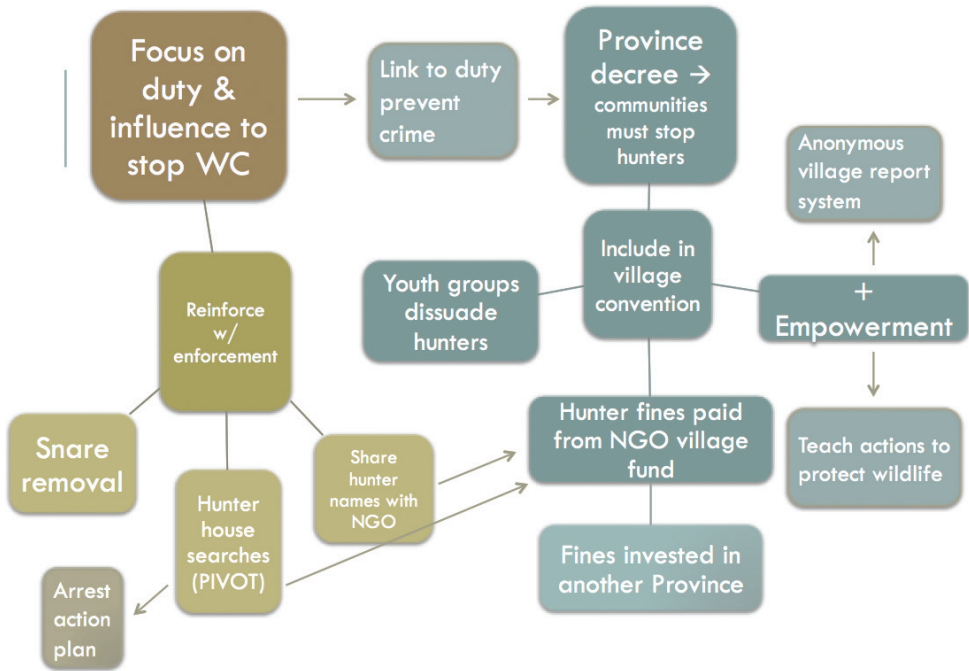 Focus on
duty &
influence to
stop WC
Link to duty
prevent
crime
Province
decree →
communities
must stop
hunters
Anonymous
village report
system
Reinforce
w/
enforcement
Youth groups
dissuade
hunters
Include in
village
convention
+
Empowerment
Snare
removal
Hunter
house
searches
(PIVOT)
Share
hunter
names with
NGO
Hunter fines paid
from NGO village
fund
Teach actions to
protect wildlife
Arrest
action
plan
Fines invested in
another Province